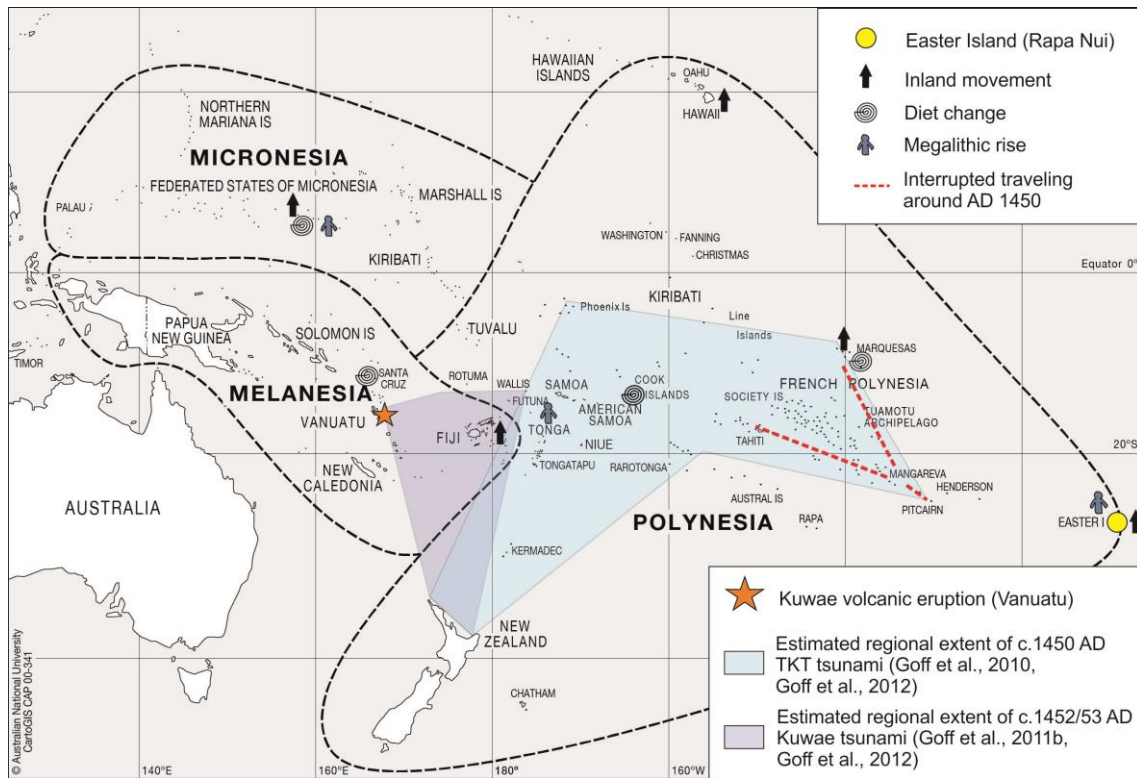 Easter Island (Rapa Nui)
Inland movement
Diet change
Megalithic rise
Interrupted traveling
around AD 1450
HAWAIIAN
ISLANDS
OAHU
HAWAII
NORTHERN
MARIANA IS
MICRONESIA
FEDERATED STATES OF MICRONESIA
MARSHALL IS
PALAU
WASHINGTON
FANNING
CHRISTMAS
KIRIBATI
Equator 0°
KIRIBATI
Phoenix Is
Line
Islands
PAPUA
NEW GUINEA
SOLOMON IS
TUVALU
TIMOR
SANTA
CRUZ
ROTUMA
WALLIS
FUTUNA
SAMOA
COOK
ISLANDS
MARQUESAS
FRENCH POLYNESIA
MELANESIA
AMERICAN
SAMOA
SOCIETY IS
TUAMOTU
ARCHIPELAGO
VANUATU
FIJI
TONGA
NIUE
TAHITI
20°S
TONGATAPU
RAROTONGA
MANGAREVA
HENDERSON
NEW
CALEDONIA
AUSTRAL IS
PITCAIRN
AUSTRALIA
POLYNESIA
RAPA
EASTER I
KERMADEC
NEW
ZEALAND
CHATHAM
Kuwae volcanic eruption (Vanuatu)
Estimated regional extent of c.1450 AD
TKT tsunami (Goff et al., 2010,
Goff et al., 2012)
Estimated regional extent of c.1452/53 AD
Kuwae tsunami (Goff et al., 2011b,
Goff et al., 2012)
© Australian National University
CartoGIS CAP 00-341
140°E
160°E
180°
160°W